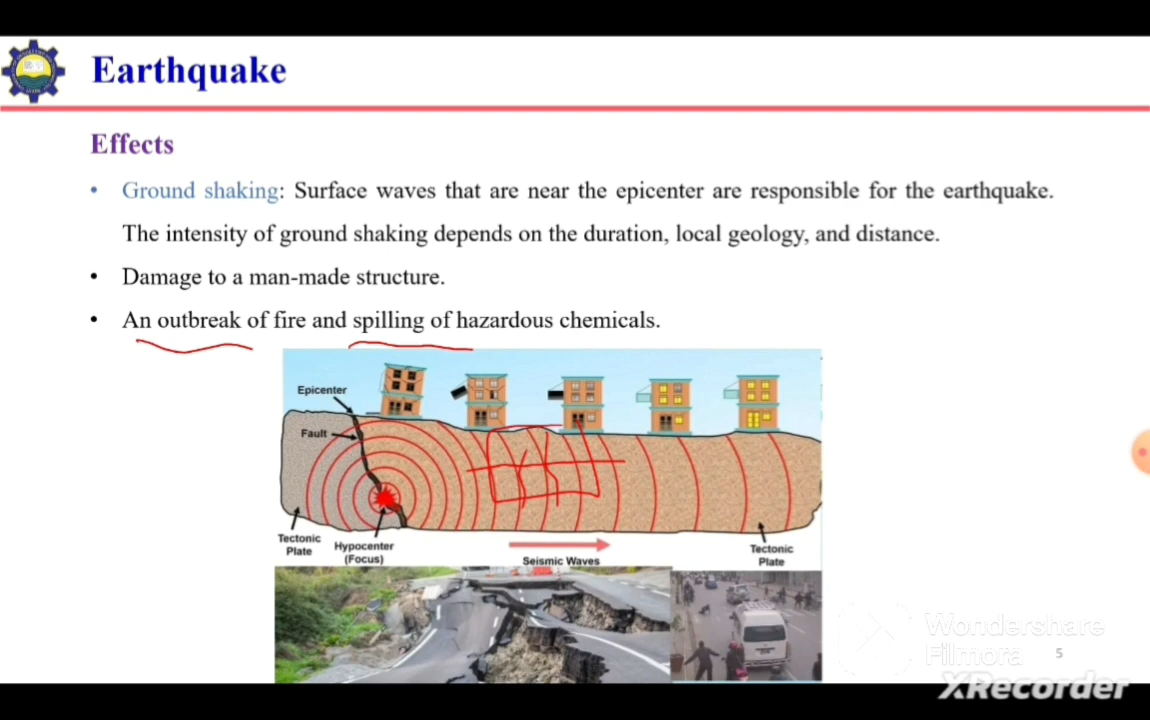 Earthquake
Effects
• Ground shaking: Surface waves that are near the epicenter are responsible for the earthquake.
The intensity of ground shaking depends on the duration, local geology, and distance.
• Damage to a man-made structure.
• An outbreak of fire and spilling of hazardous chemicals.
Epicenter
Fault
Tectonic
Plate
Hypocenter
(Focus)
Seismic Waves
Tectonic
Plate
Wondershare
Filmora
5
XRecorder